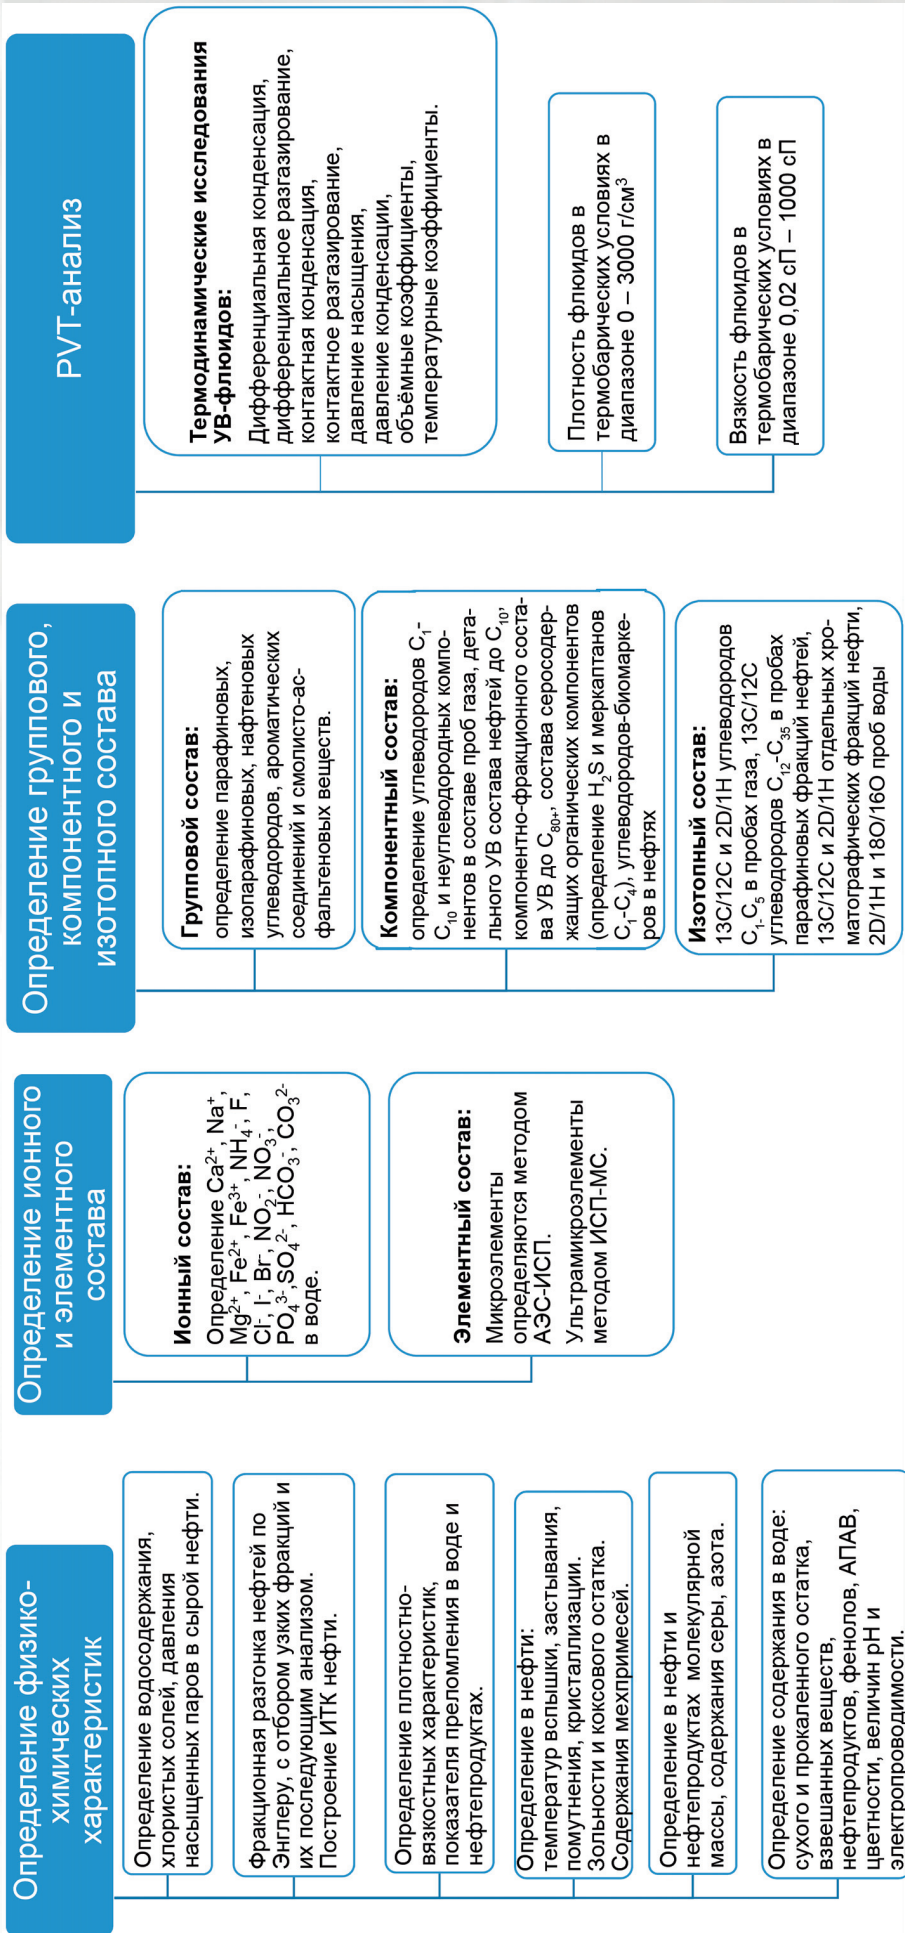 Определение физико-
химических
характеристик
Определение водосодержания,
хлористых солей, давления
насыщенных паров в сырой нефти.
Фракционная разгонка нефтей по
Энглеру, с отбором узких фракций и
их последующим анализом.
Построение ИТК нефти.
Определение плотностно-
вязкостных характеристик,
показателя преломления в воде и
нефтепродуктах.
Определение в нефти:
температур вспышки, застывания,
помутнения, кристаллизации.
Зольности и коксового остатка.
Содержания мехпримесей.
Определение в нефти и
нефтепродуктах молекулярной
массы, содержания серы, азота.
Определение содержания в воде:
сухого и прокаленного остатка,
взвешанных веществ,
нефтепродуктов, фенолов, АПАВ,
цветности, величин pH и
электропроводимости.
Определение ионного
и элементного
состава
Ионный состав:
Определение Ca²⁺, Na⁺,
Mg²⁺, Fe²⁺, Fe³⁺, NH₄⁻, F,
Cl⁻, I⁻, Br⁻, NO₂⁻, NO₃⁻,
PO₄³⁻, SO₄²⁻, HCO₃⁻, CO₃²⁻
в воде.
Элементный состав:
Микроэлементы
определяются методом
АЭС-ИСП.
Ультрамикроэлементы
методом ИСП-МС.
Определение группового,
компонентного и
изотопного состава
Групповой состав:
определение парафиновых,
изопарафиновых, нафтеновых
углеводородов, ароматических
соединений и смолисто-ас-
фальтеновых веществ.
Компонентный состав:
определение углеводородов C₁-
C₁₀ и неуглеводородных компо-
нентов в составе проб газа, дета-
льного УВ состава нефтей до C₁₀,
компонентно-фракционного соста-
ва УВ до C₈₀₊, состава серосодер-
жащих органических компонентов
(определение H₂S и меркаптанов
C₁-C₄), углеводородов-биомарке-
ров в нефтях
Изотопный состав:
13C/12C и 2D/1H углеводородов
C₁-C₅ в пробах газа, 13C/12C
углеводородов C₁₂-C₃₅ в пробах
парафиновых фракций нефтей,
13C/12C и 2D/1H отдельных хро-
матографических фракций нефти,
2D/1H и 18O/16O проб воды
PVT-анализ
Термодинамические исследования
УВ-флюидов:
Дифференциальная конденсация,
дифференциальное разгазирование,
контактная конденсация,
контактное разгазирование,
давление насыщения,
давление конденсации,
объёмные коэффициенты,
температурные коэффициенты.
Плотность флюидов в
термобарических условиях в
диапазоне 0 – 3000 г/см³
Вязкость флюидов в
термобарических условиях в
диапазоне 0,02 сП – 1000 сП